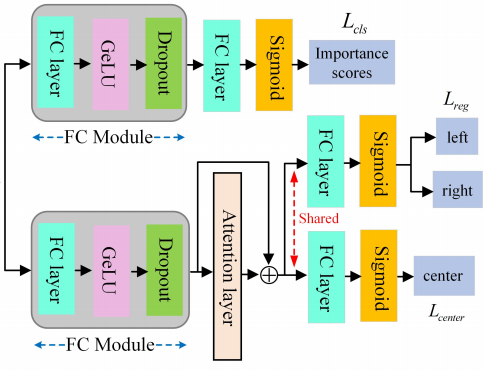 FC layer
GeLU
Dropout
FC Module
FC layer
Sigmoid
L_cls
Importance
scores
FC layer
GeLU
Dropout
FC Module
Attention layer
Shared
FC layer
Sigmoid
L_reg
left
right
FC layer
Sigmoid
center
L_center